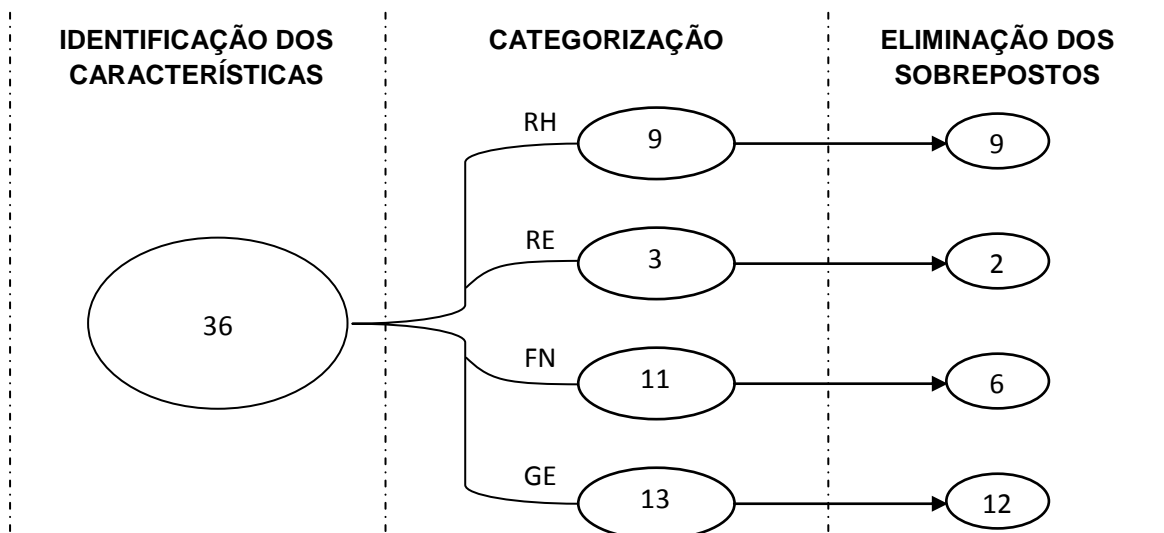 IDENTIFICAÇÃO DOS
CARACTERÍSTICAS
CATEGORIZAÇÃO
ELIMINAÇÃO DOS
SOBREPOSTOS
RH
9
9
RE
3
2
36
FN
11
6
GE
13
12